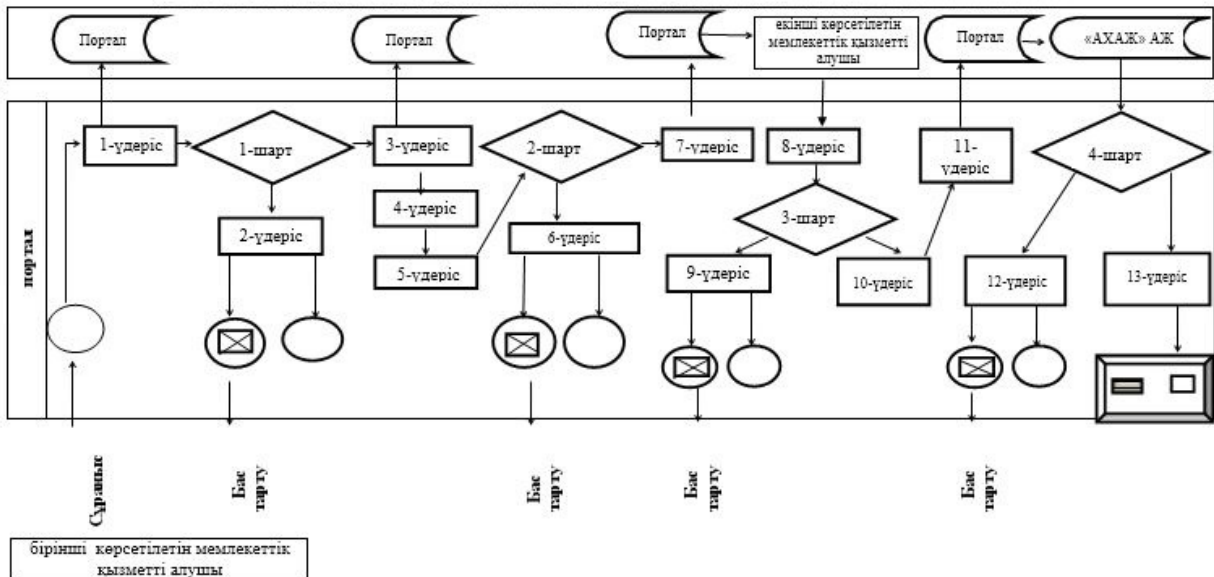 Портал
Портал
Портал
екінші көрсетілетін
мемлекеттік қызметті
алушы
Портал
«АХАЖ» АЖ
портал
1-үдеріс
1-шарт
3-үдеріс
2-шарт
7-үдеріс
8-үдеріс
11-
үдеріс
4-шарт
2-үдеріс
4-үдеріс
5-үдеріс
6-үдеріс
3-шарт
9-үдеріс
10-үдеріс
12-үдеріс
13-үдеріс
Сұраныс
Бас
тарту
Бас
тарту
Бас
тарту
Бас
тарту
бірінші көрсетілетін мемлекеттік
қызметті алушы